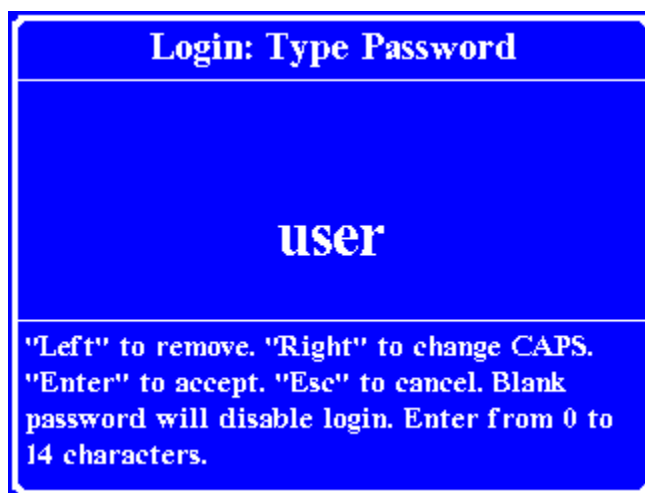 Login: Type Password
user
"Left" to remove. "Right" to change CAPS.
"Enter" to accept. "Esc" to cancel. Blank
password will disable login. Enter from 0 to
14 characters.